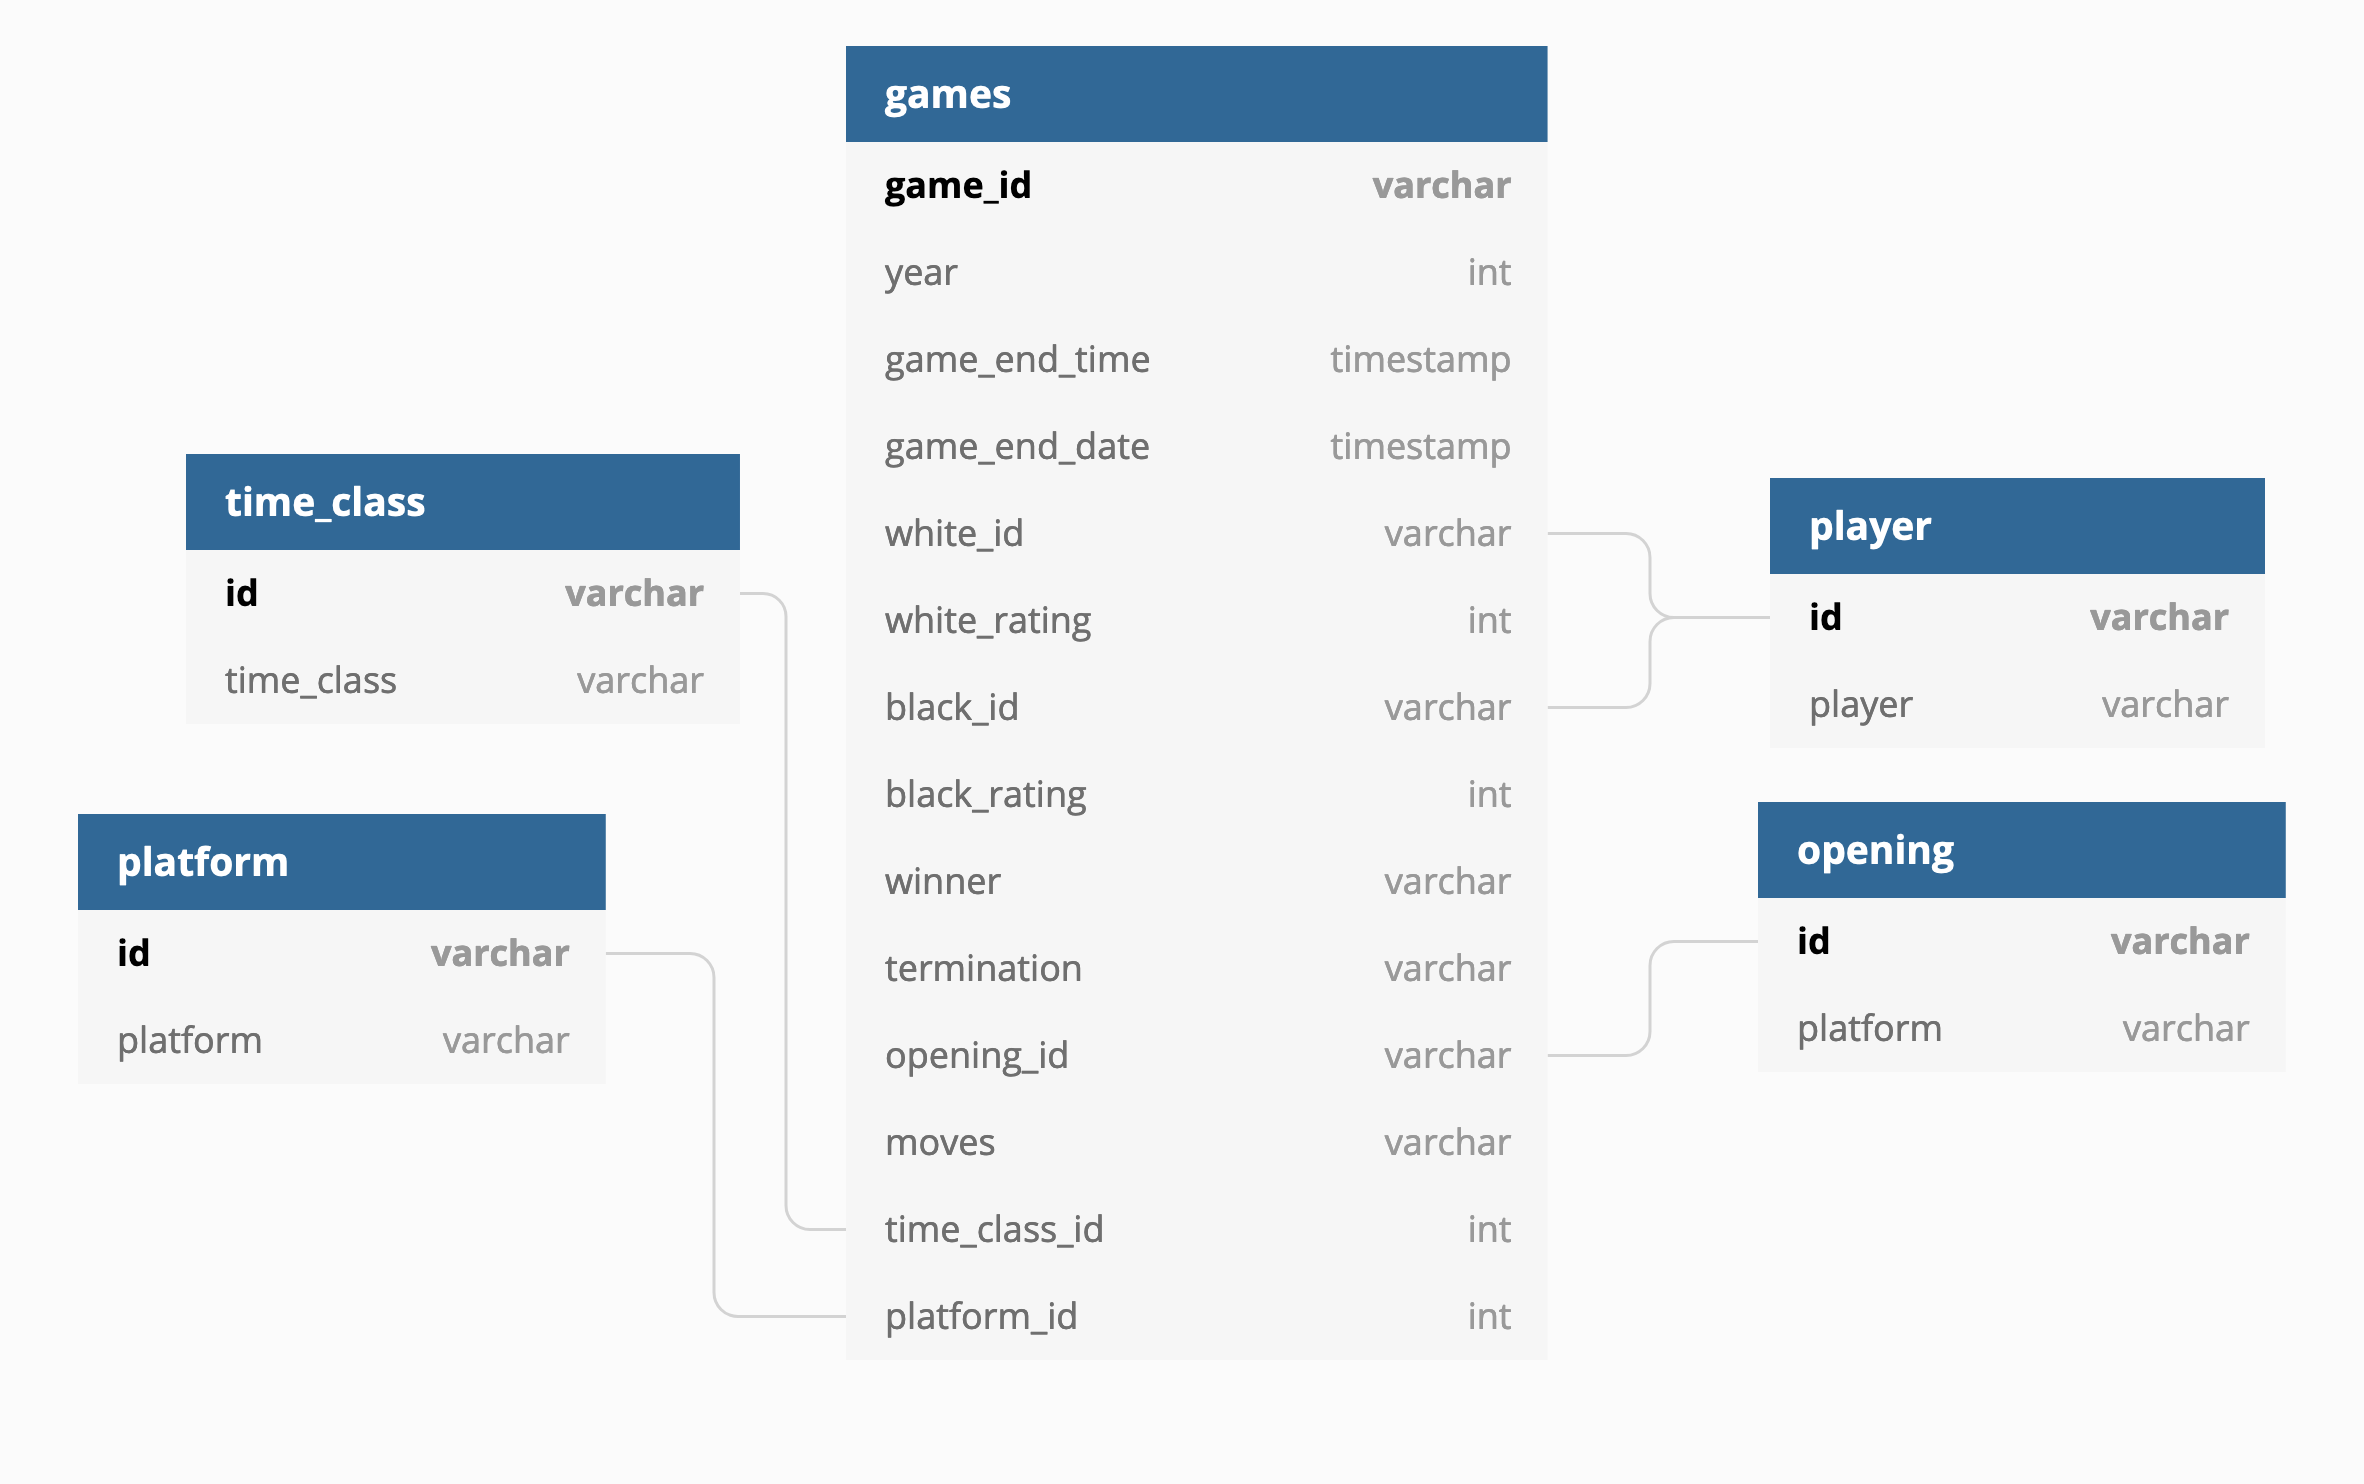 games
game_id varchar
year int
game_end_time timestamp
game_end_date timestamp
white_id varchar
white_rating int
black_id varchar
black_rating int
winner varchar
termination varchar
opening_id varchar
moves varchar
time_class_id int
platform_id int
time_class
id varchar
time_class varchar
platform
id varchar
platform varchar
player
id varchar
player varchar
opening
id varchar
platform varchar